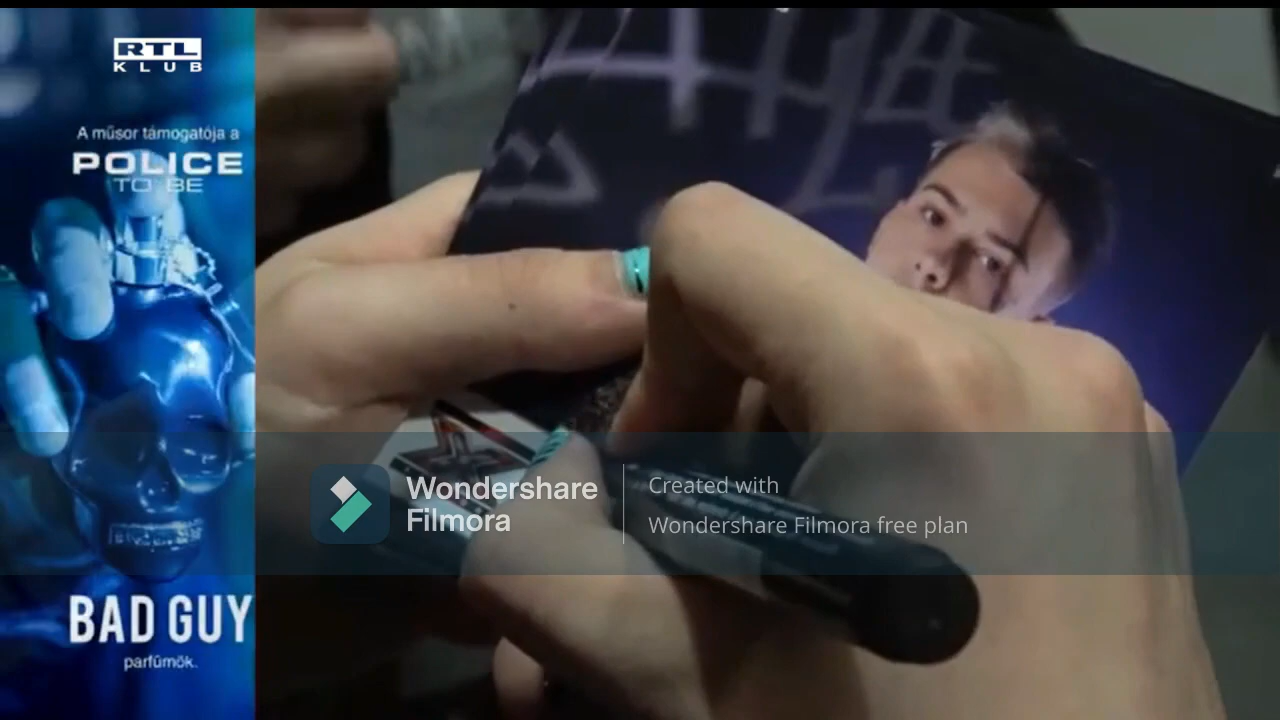 RTL
KLUB
A műsor támogatója a
POLICE
TO BE
BAD GUY
parfümök.
Wondershare
Filmora
Created with
Wondershare Filmora free plan